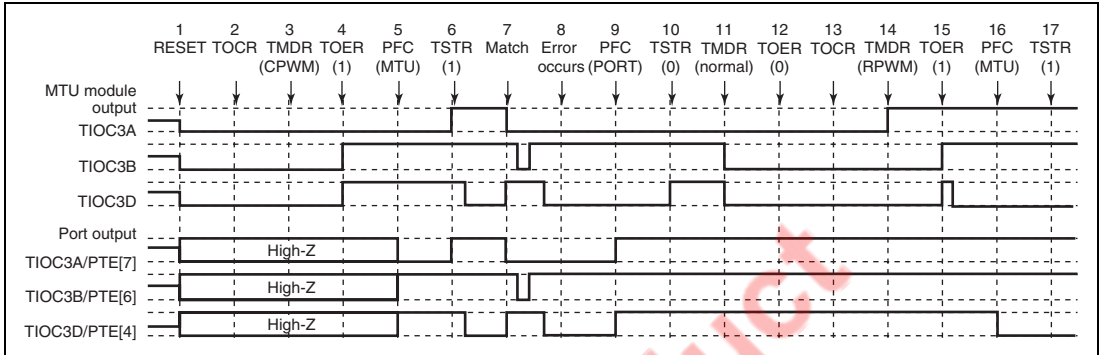 1 2 3 4 5 6 7 8 9 10 11 12 13 14 15 16 17
RESET TOCR TMDR TOER PFC TSTR Match Error PFC TSTR TMDR TOER TOCR TMDR TOER PFC TSTR
(CPWM) (1) (MTU) (1) occurs (PORT) (0) (normal) (0) (RPWM) (1) (MTU) (1)
MTU module
output
TIOC3A
TIOC3B
TIOC3D
Port output
TIOC3A/PTE[7] High-Z
TIOC3B/PTE[6] High-Z
TIOC3D/PTE[4] High-Z